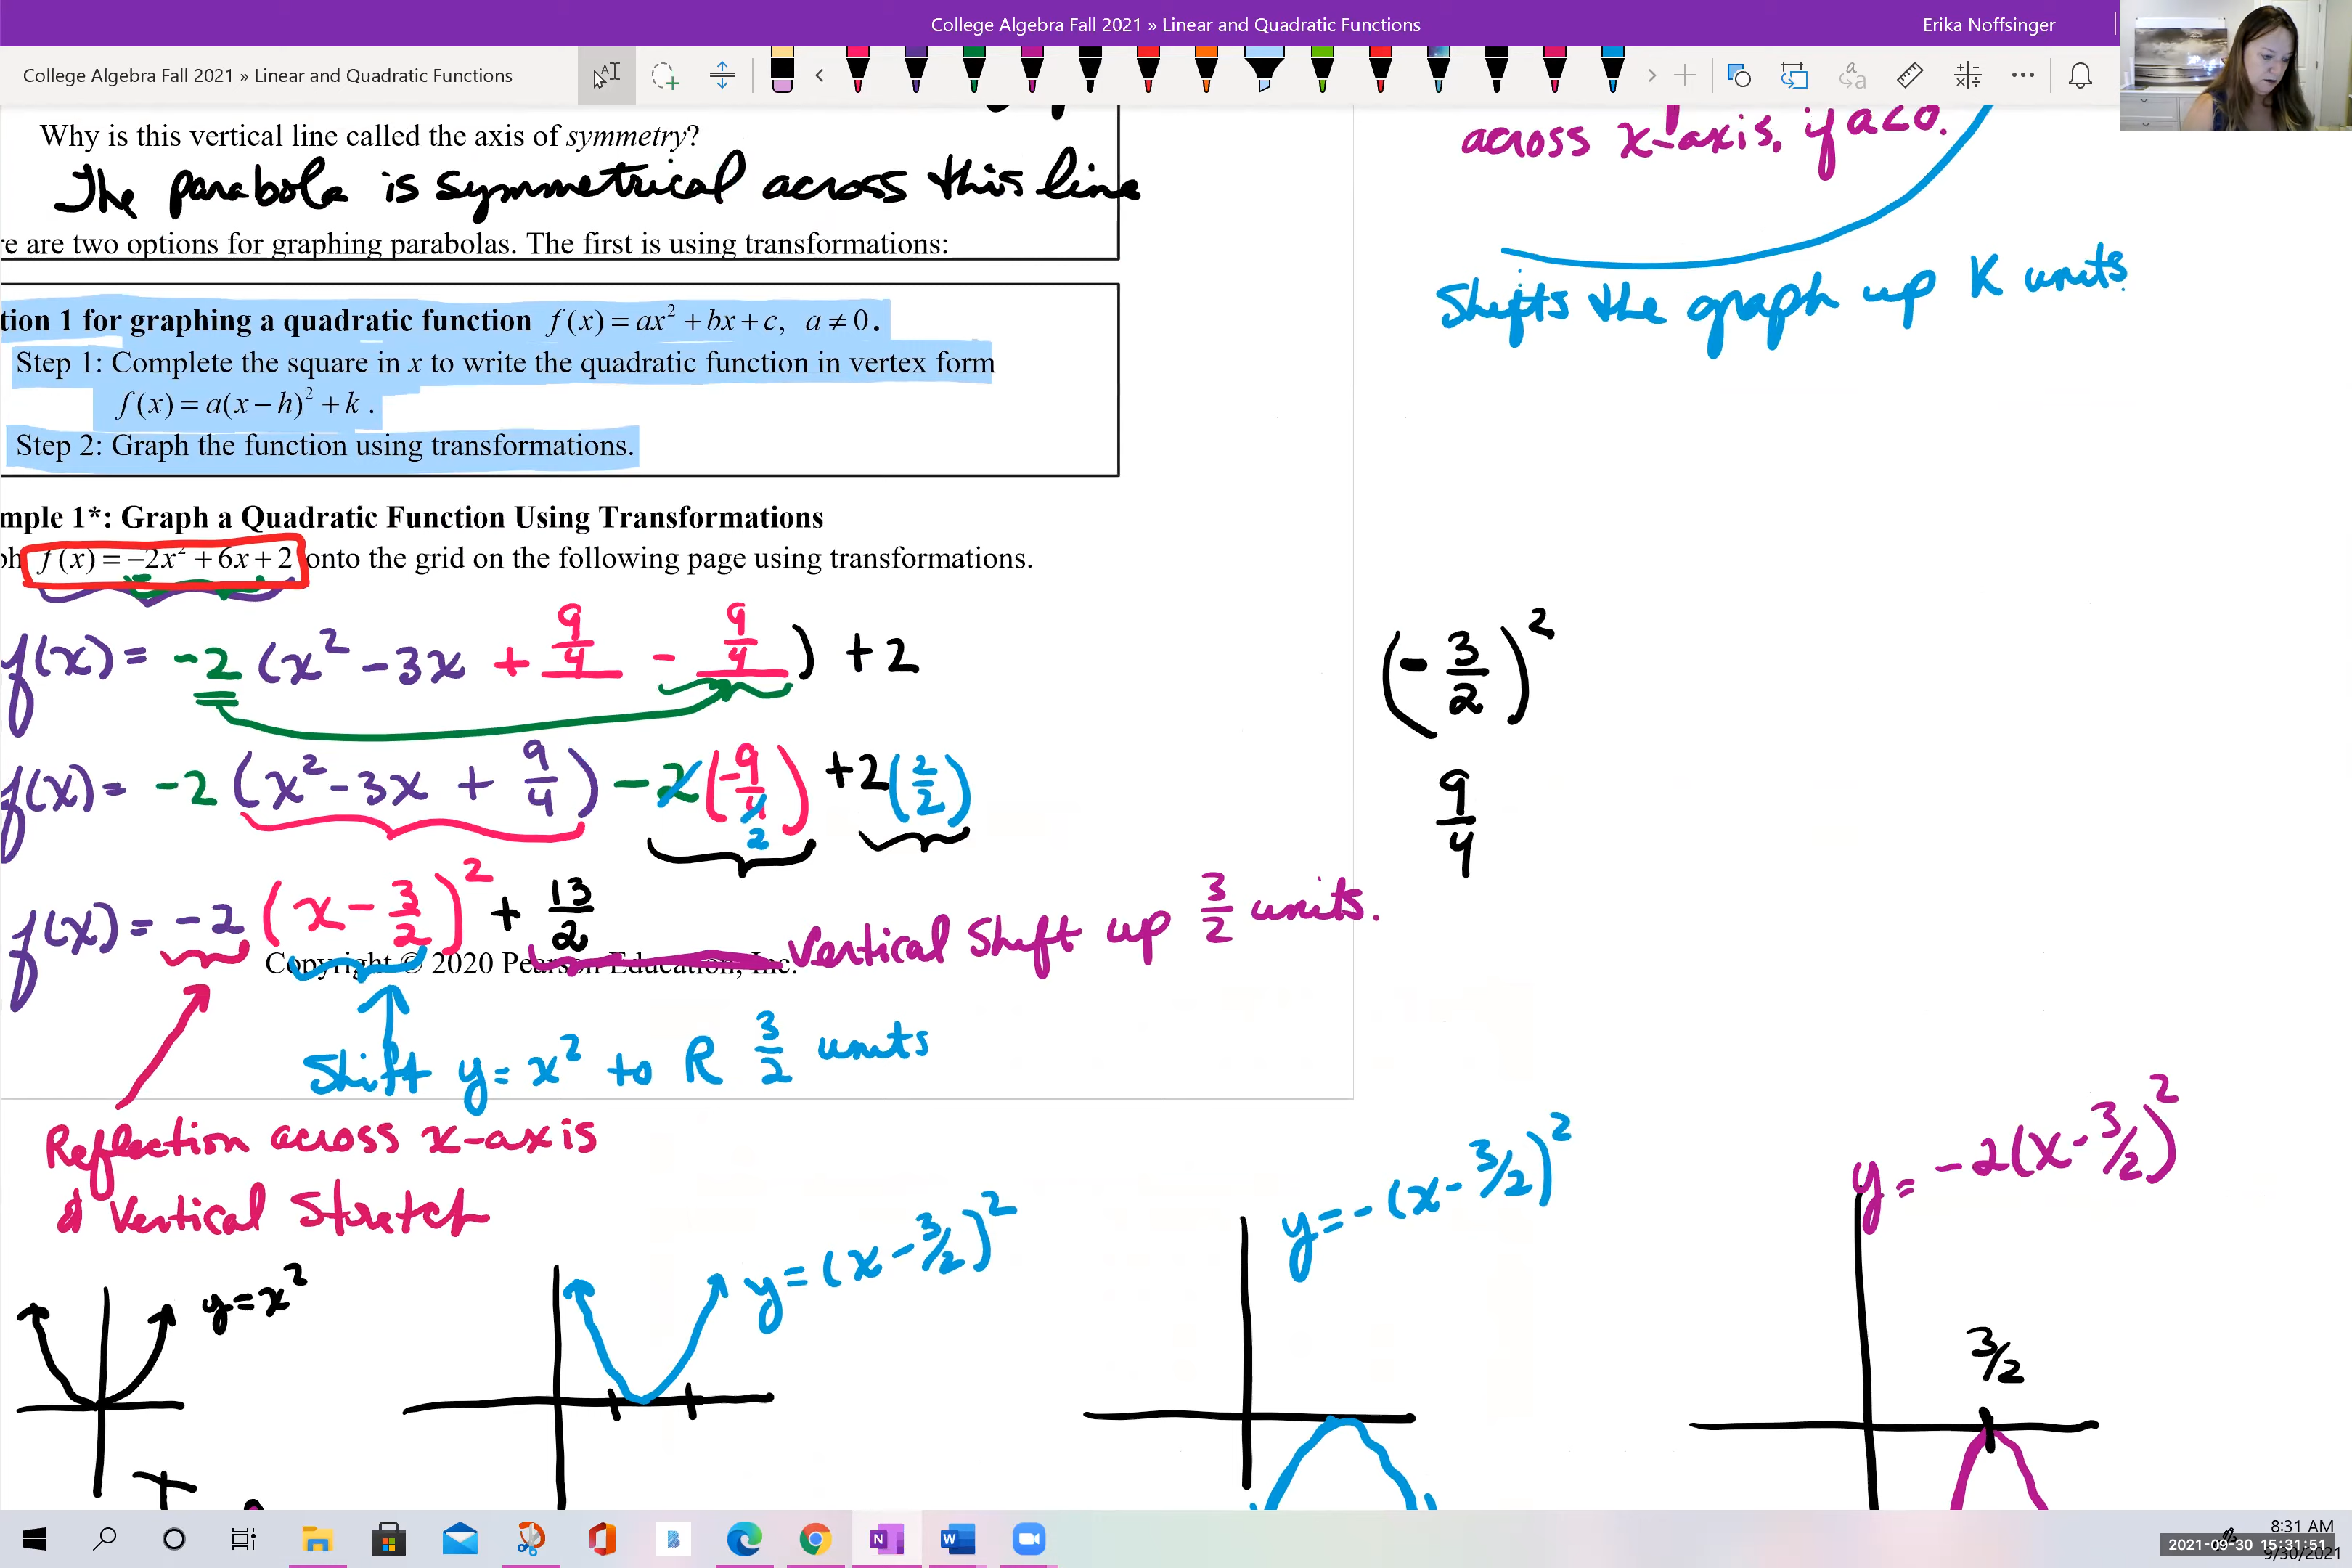 College Algebra Fall 2021 » Linear and Quadratic Functions
Erika Noffsinger
College Algebra Fall 2021 » Linear and Quadratic Functions
Why is this vertical line called the axis of symmetry?
The parabola is symmetrical across this line
re are two options for graphing parabolas. The first is using transformations:
tion 1 for graphing a quadratic function f(x) = ax² + bx + c, a ≠ 0.
Step 1: Complete the square in x to write the quadratic function in vertex form
f(x) = a(x − h)² + k.
Step 2: Graph the function using transformations.
across x-axis, if a<0.
Shifts the graph up K units.
mple 1*: Graph a Quadratic Function Using Transformations
ph f(x) = −2x² + 6x + 2 onto the grid on the following page using transformations.
f(x) = -2 (x² - 3x + 9/4 - 9/4) + 2
(-3/2)²
f(x) = -2 (x² - 3x + 9/4) - 2 (-9/4) + 2 (2/2)
2
9/4
f(x) = -2 (x - 3/2)² + 13/2
Vertical Shift up 3/2 units.
Copyright © 2020 Pearson Education, Inc.
Shift y = x² to R 3/2 units
Reflection across x-axis
& Vertical Stretch
y = x²
y = (x - 3/2)²
y = -(x - 3/2)²
y = -2(x - 3/2)²
3/2
8:31 AM
2021-09-30 15:31:51
9/30/2021